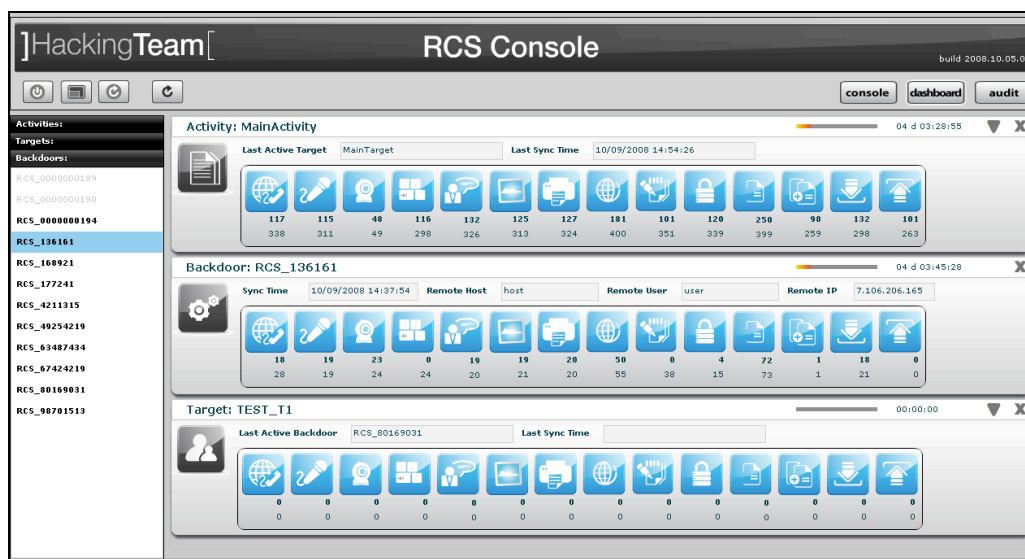 ]HackingTeam[
RCS Console
build 2008.10.05.0
console dashboard audit
Activities:
Targets:
Backdoors:
RCS_0000000189
RCS_0000000190
RCS_0000000194
RCS_136161
RCS_168921
RCS_177241
RCS_4211315
RCS_49254219
RCS_63487434
RCS_67424219
RCS_80169031
RCS_98701513
Activity: MainActivity 04 d 03:28:55 X
Last Active Target MainTarget Last Sync Time 10/09/2008 14:54:26
117 115 48 116 132 125 127 181 101 120 250 98 132 101
338 311 49 298 326 313 324 400 351 339 399 259 298 263
Backdoor: RCS_136161 04 d 03:45:28 X
Sync Time 10/09/2008 14:37:54 Remote Host host Remote User user Remote IP 7.106.206.165
18 19 23 0 19 19 20 50 0 4 72 1 18 0
28 19 24 24 20 21 20 55 38 15 73 1 21 0
Target: TEST_T1 00:00:00 X
Last Active Backdoor RCS_80169031 Last Sync Time
0 0 0 0 0 0 0 0 0 0 0 0 0 0
0 0 0 0 0 0 0 0 0 0 0 0 0 0